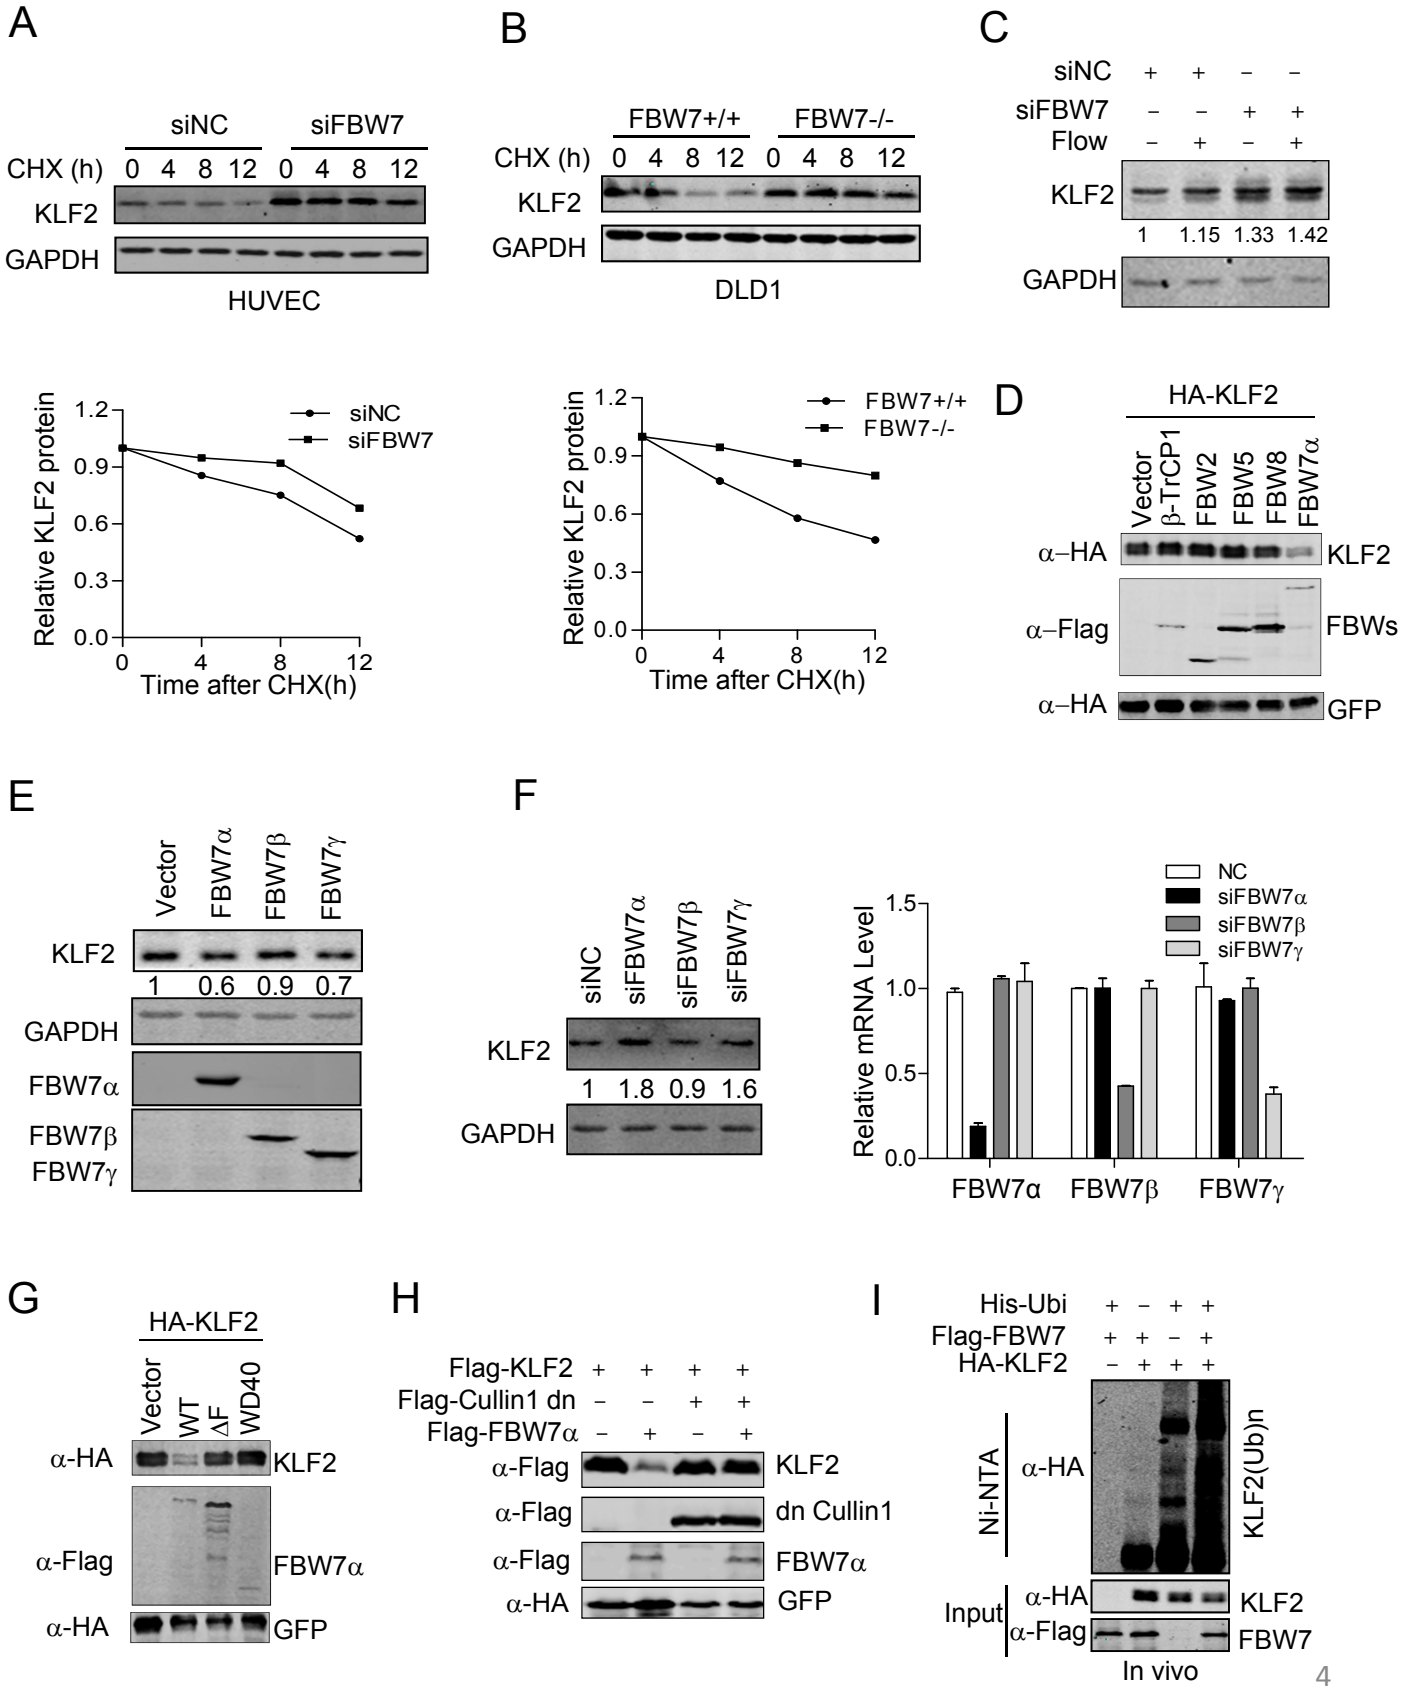 A
siNC siFBW7
CHX (h) 0 4 8 12 0 4 8 12
KLF2
GAPDH
HUVEC
Relative KLF2 protein
1.2
0.9
0.6
0.3
0.0
0 4 8 12
Time after CHX(h)
siNC
siFBW7
B
FBW7+/+ FBW7-/-
CHX (h) 0 4 8 12 0 4 8 12
KLF2
GAPDH
DLD1
Relative KLF2 protein
1.2
0.9
0.6
0.3
0.0
0 4 8 12
Time after CHX(h)
FBW7+/+
FBW7-/-
C
siNC + + − −
siFBW7 − − + +
Flow − + − +
KLF2
1 1.15 1.33 1.42
GAPDH
D
HA-KLF2
Vector β-TrCP1 FBW2 FBW5 FBW8 FBW7α
α−HA KLF2
α−Flag FBWs
α−HA GFP
E
Vector FBW7α FBW7β FBW7γ
KLF2
1 0.6 0.9 0.7
GAPDH
FBW7α
FBW7β
FBW7γ
F
siNC siFBW7α siFBW7β siFBW7γ
KLF2
1 1.8 0.9 1.6
GAPDH
Relative mRNA Level
1.5
1.0
0.5
0.0
NC
siFBW7α
siFBW7β
siFBW7γ
FBW7α FBW7β FBW7γ
G
HA-KLF2
Vector WT ΔF WD40
α-HA KLF2
α-Flag FBW7α
α-HA GFP
H
Flag-KLF2 + + + +
Flag-Cullin1 dn − − + +
Flag-FBW7α − + − +
α-Flag KLF2
α-Flag dn Cullin1
α-Flag FBW7α
α-HA GFP
I
His-Ubi + − + +
Flag-FBW7 + + − +
HA-KLF2 − + + +
Ni-NTA α-HA KLF2(Ub)n
Input α-HA KLF2
α-Flag FBW7
In vivo
4